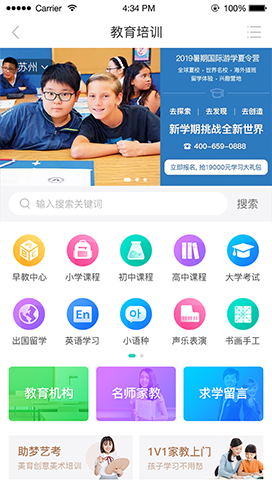 Carrier
4:34 PM
100%
教育培训
苏州
2019暑期国际游学夏令营
全球夏校 · 世界名校 · 海外插班
留学体验 · 兴趣营地
去探索 | 去发现 | 去创造
新学期挑战全新世界
400-659-0888
立即报名, 抢19000元学习大礼包
输入搜索关键词
搜索
早教中心
小学课程
初中课程
高中课程
大学考试
En
아
出国留学
英语学习
小语种
声乐表演
书画手工
教育机构
名师家教
求学留言
助梦艺考
美育创意美术培训
1V1家教上门
孩子学习不用愁